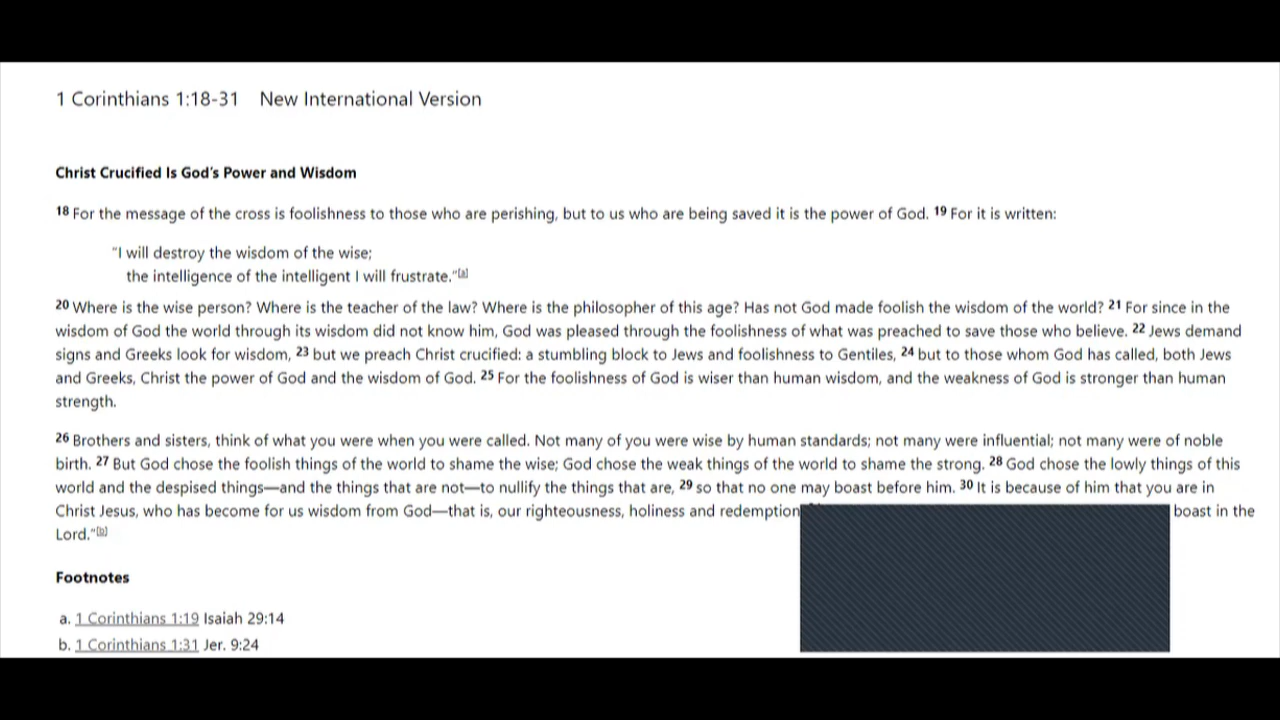 1 Corinthians 1:18-31 New International Version
Christ Crucified Is God's Power and Wisdom
18 For the message of the cross is foolishness to those who are perishing, but to us who are being saved it is the power of God. 19 For it is written:
"I will destroy the wisdom of the wise;
the intelligence of the intelligent I will frustrate."[a]
20 Where is the wise person? Where is the teacher of the law? Where is the philosopher of this age? Has not God made foolish the wisdom of the world? 21 For since in the
wisdom of God the world through its wisdom did not know him, God was pleased through the foolishness of what was preached to save those who believe. 22 Jews demand
signs and Greeks look for wisdom, 23 but we preach Christ crucified: a stumbling block to Jews and foolishness to Gentiles, 24 but to those whom God has called, both Jews
and Greeks, Christ the power of God and the wisdom of God. 25 For the foolishness of God is wiser than human wisdom, and the weakness of God is stronger than human
strength.
26 Brothers and sisters, think of what you were when you were called. Not many of you were wise by human standards; not many were influential; not many were of noble
birth. 27 But God chose the foolish things of the world to shame the wise; God chose the weak things of the world to shame the strong. 28 God chose the lowly things of this
world and the despised things—and the things that are not—to nullify the things that are, 29 so that no one may boast before him. 30 It is because of him that you are in
Christ Jesus, who has become for us wisdom from God—that is, our righteousness, holiness and redemption boast in the
Lord."[b]
Footnotes
a. 1 Corinthians 1:19 Isaiah 29:14
b. 1 Corinthians 1:31 Jer. 9:24